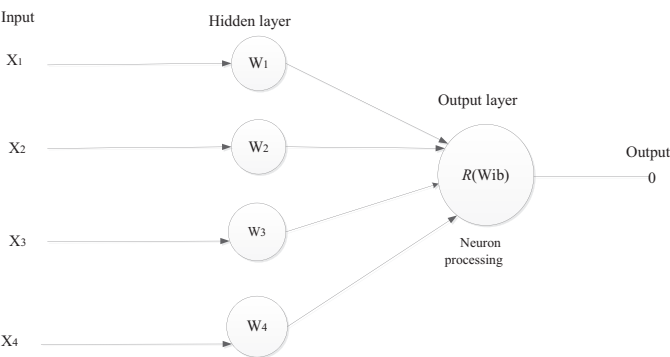 Input
Hidden layer
X1
W1
Output layer
X2
W2
R(Wib)
Output
0
X3
W3
Neuron
processing
X4
W4